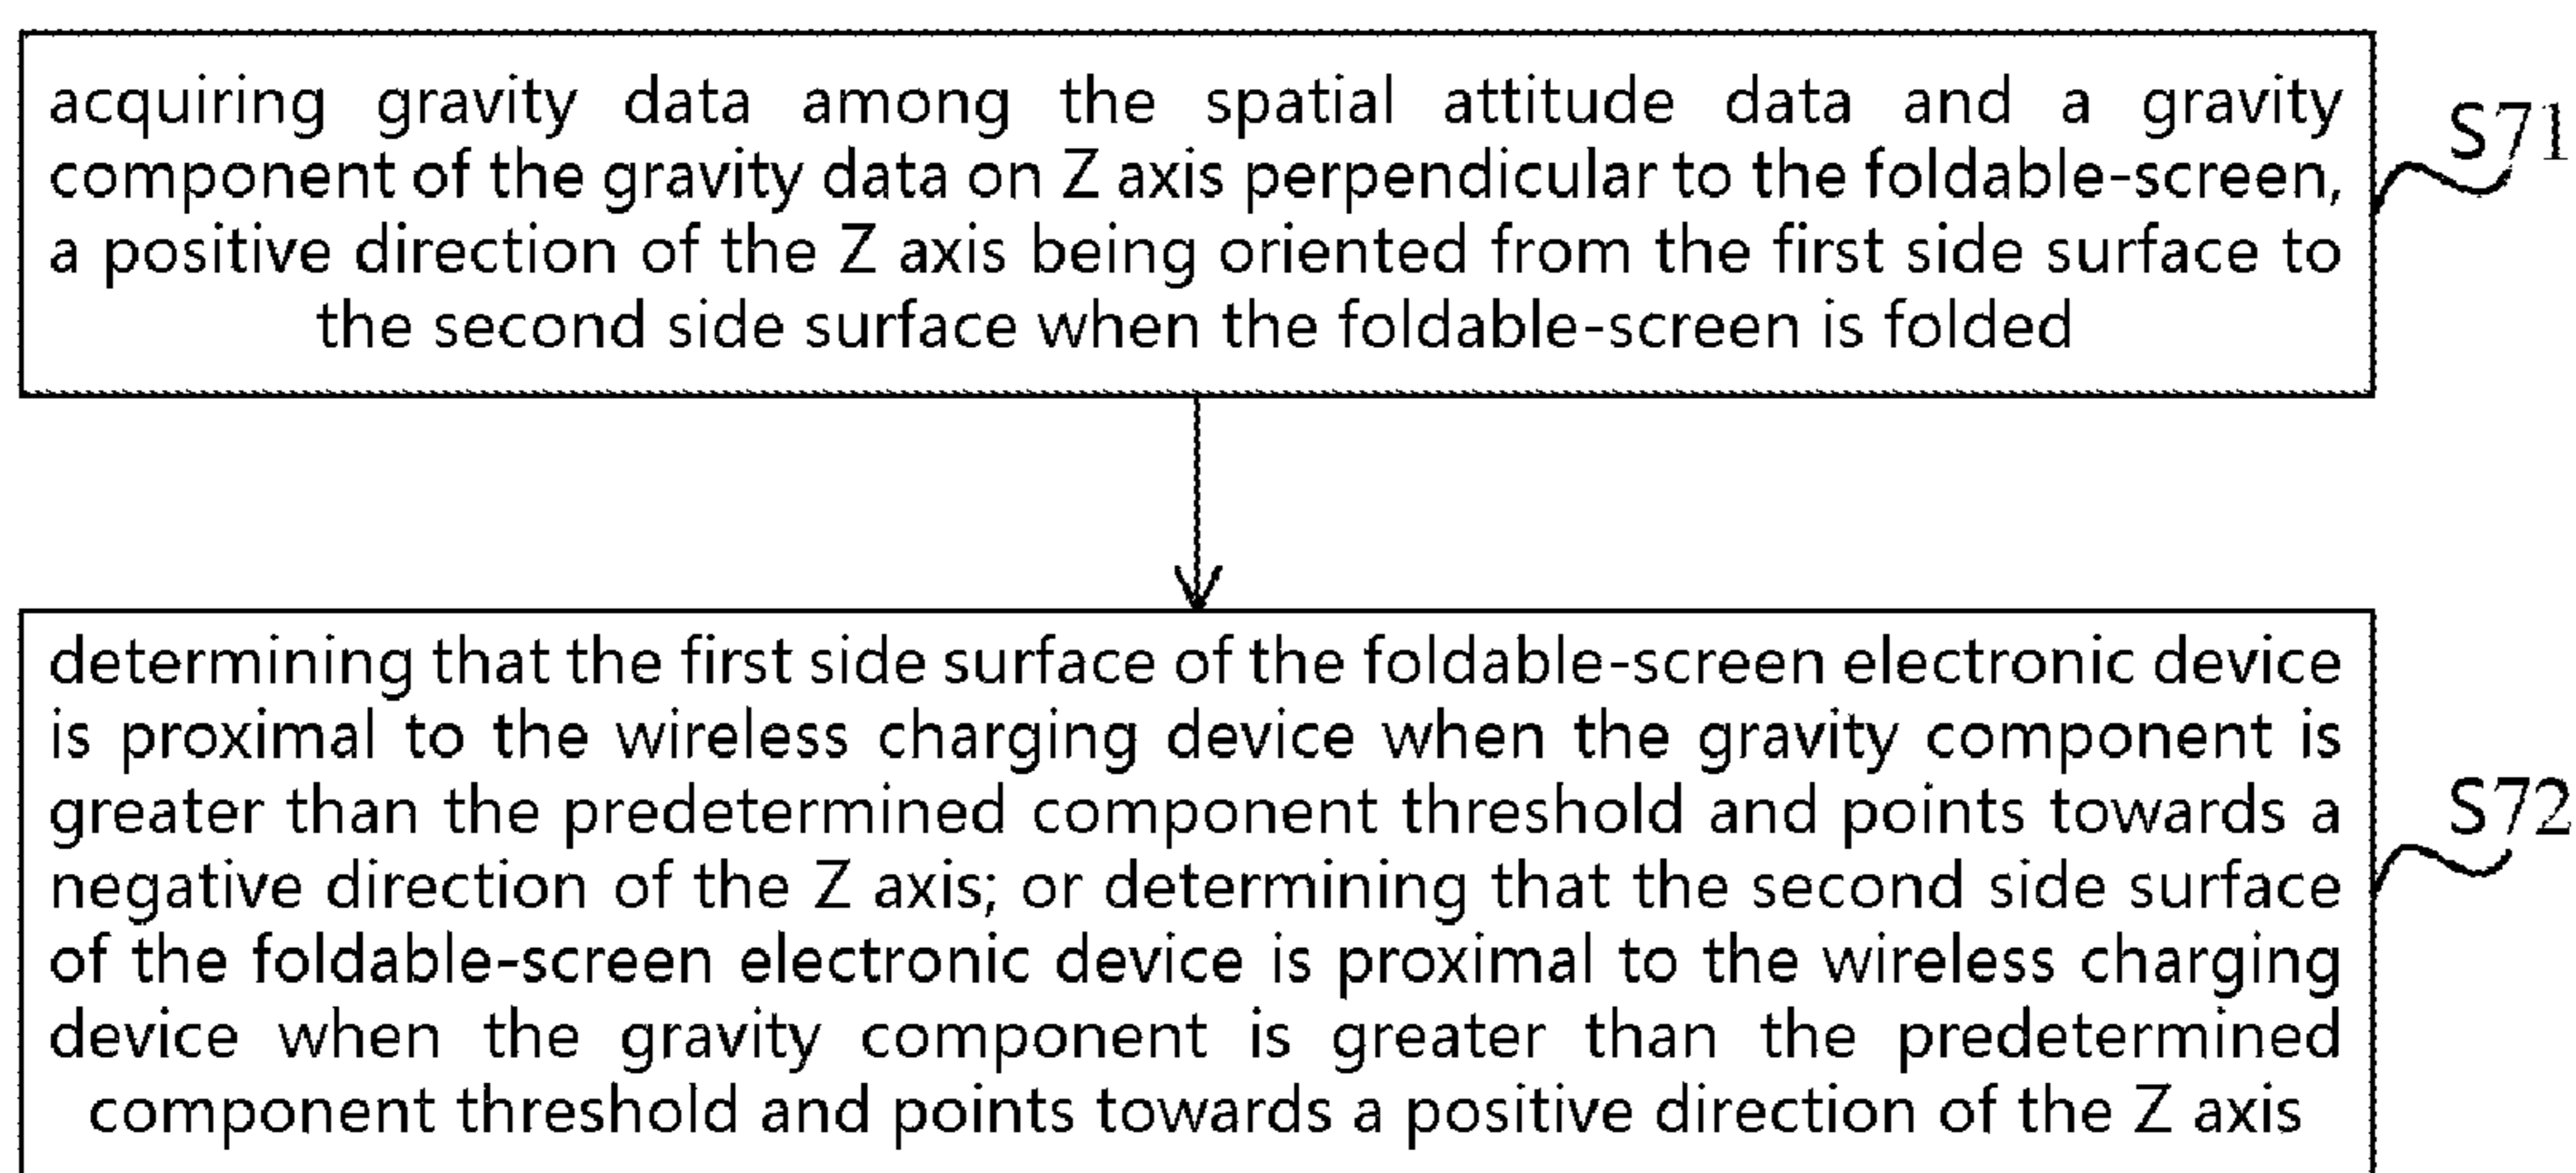 acquiring gravity data among the spatial attitude data and a gravity
component of the gravity data on Z axis perpendicular to the foldable-screen,
a positive direction of the Z axis being oriented from the first side surface to
the second side surface when the foldable-screen is folded
S71
determining that the first side surface of the foldable-screen electronic device
is proximal to the wireless charging device when the gravity component is
greater than the predetermined component threshold and points towards a
negative direction of the Z axis; or determining that the second side surface
of the foldable-screen electronic device is proximal to the wireless charging
device when the gravity component is greater than the predetermined
component threshold and points towards a positive direction of the Z axis
S72